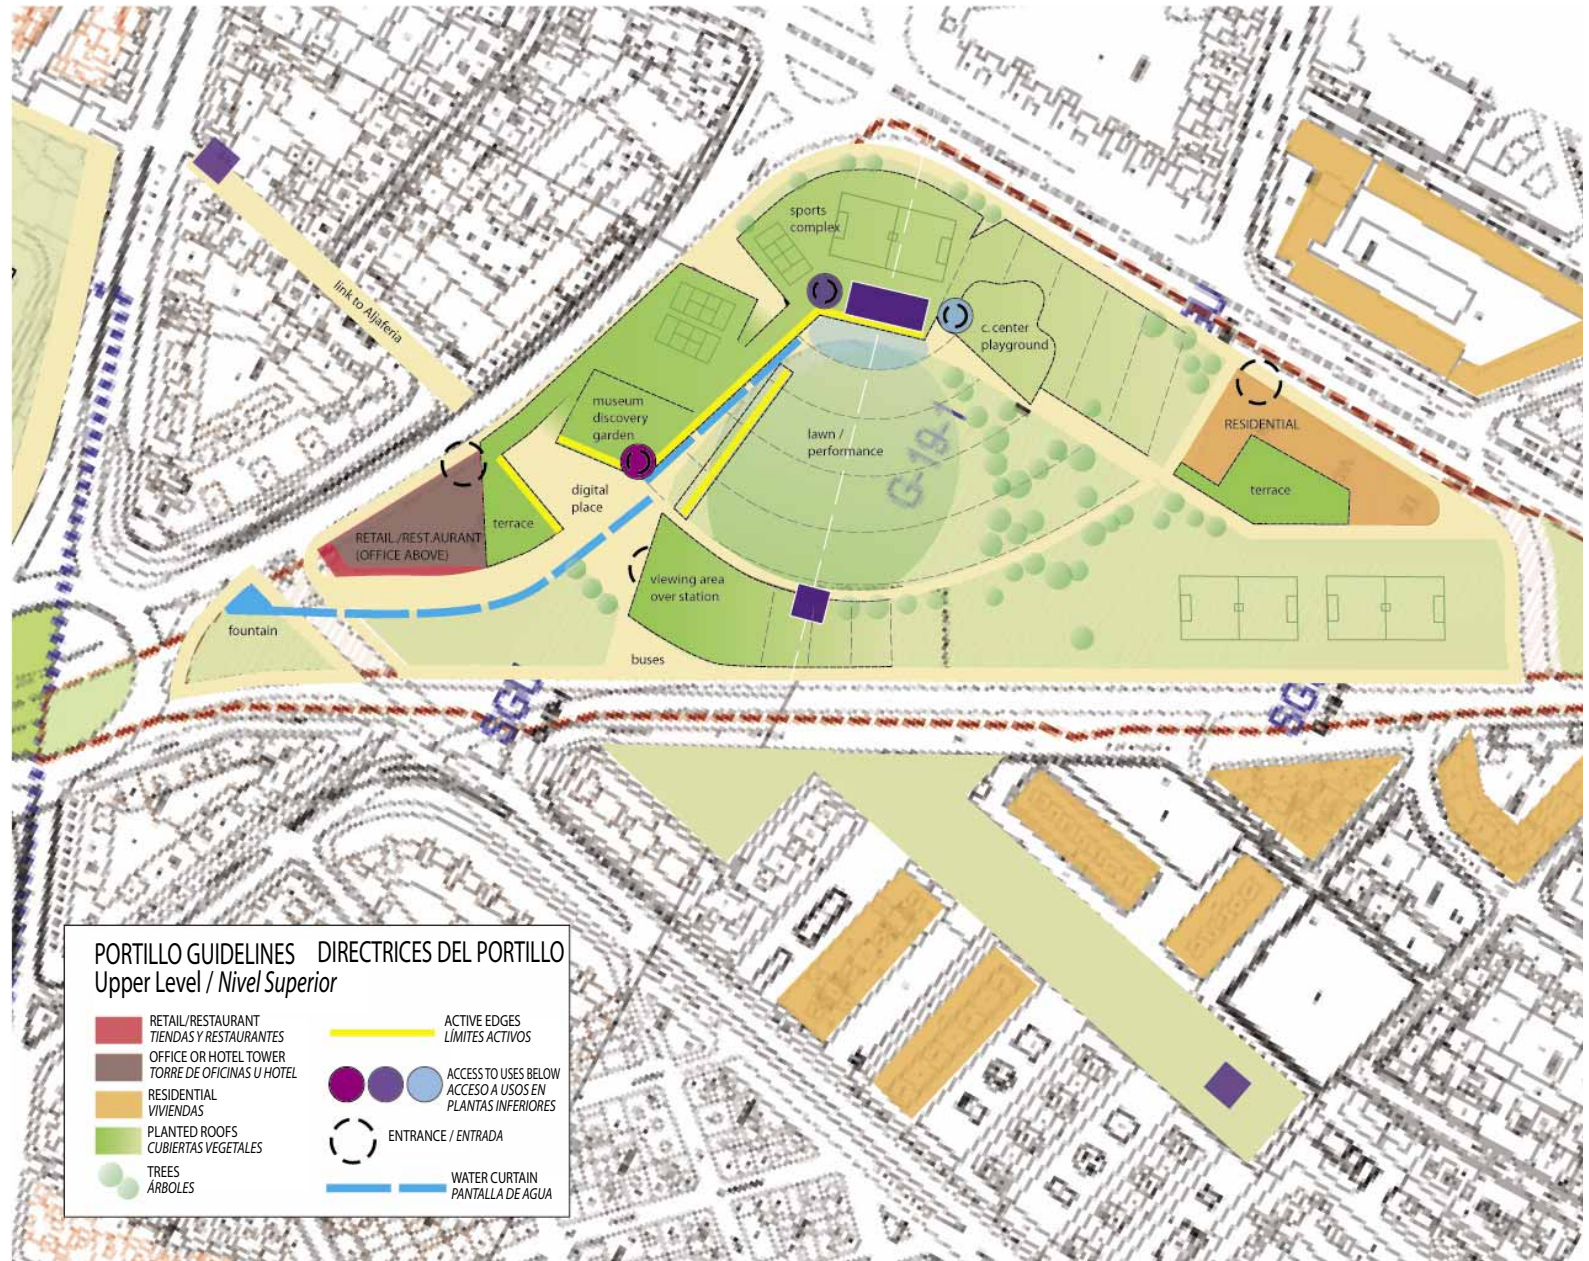 sports
complex
link to Aljaferia
c. center
playground
museum
discovery
garden
lawn /
performance
RESIDENTIAL
G-19-1
digital
place
terrace
terrace
RETAIL./REST.AURANT
(OFFICE ABOVE)
viewing area
over station
fountain
buses
PORTILLO GUIDELINES DIRECTRICES DEL PORTILLO
Upper Level / Nivel Superior
RETAIL/RESTAURANT
TIENDAS Y RESTAURANTES
OFFICE OR HOTEL TOWER
TORRE DE OFICINAS U HOTEL
RESIDENTIAL
VIVIENDAS
PLANTED ROOFS
CUBIERTAS VEGETALES
TREES
ÁRBOLES
ACTIVE EDGES
LÍMITES ACTIVOS
ACCESS TO USES BELOW
ACCESO A USOS EN
PLANTAS INFERIORES
ENTRANCE / ENTRADA
WATER CURTAIN
PANTALLA DE AGUA